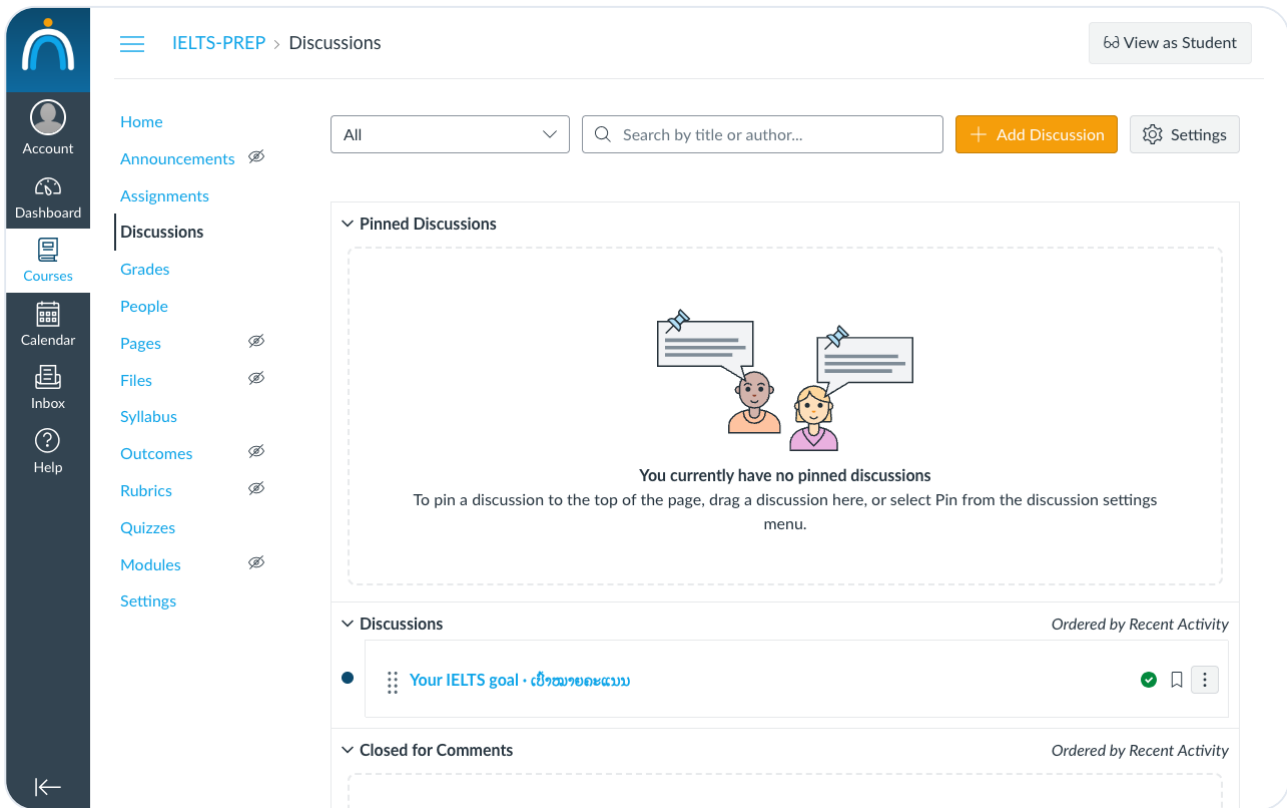 IELTS-PREP > Discussions
View as Student
Account
Dashboard
Courses
Calendar
Inbox
Help
Home
Announcements
Assignments
Discussions
Grades
People
Pages
Files
Syllabus
Outcomes
Rubrics
Quizzes
Modules
Settings
All
Search by title or author...
+ Add Discussion
Settings
Pinned Discussions
You currently have no pinned discussions
To pin a discussion to the top of the page, drag a discussion here, or select Pin from the discussion settings
menu.
Discussions
Ordered by Recent Activity
Your IELTS goal · ເປົ້າໝາຍຄະແນນ
Closed for Comments
Ordered by Recent Activity